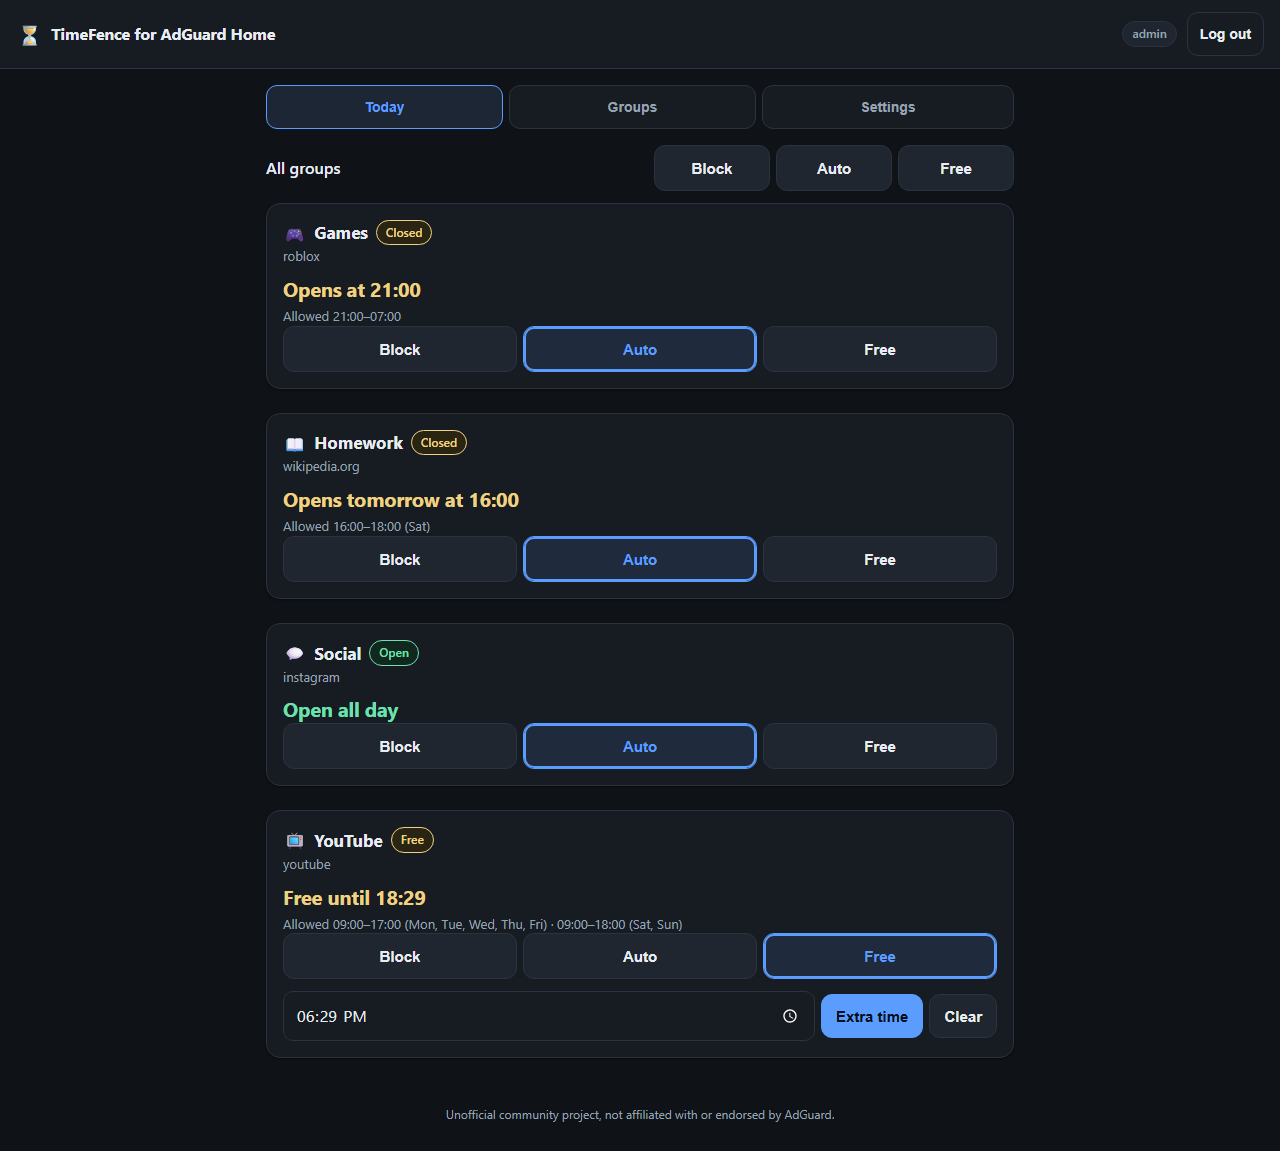 TimeFence for AdGuard Home
admin
Log out
Today
Groups
Settings
All groups
Block
Auto
Free
Games
Closed
roblox
Opens at 21:00
Allowed 21:00–07:00
Block
Auto
Free
Homework
Closed
wikipedia.org
Opens tomorrow at 16:00
Allowed 16:00–18:00 (Sat)
Block
Auto
Free
Social
Open
instagram
Open all day
Block
Auto
Free
YouTube
Free
youtube
Free until 18:29
Allowed 09:00–17:00 (Mon, Tue, Wed, Thu, Fri) · 09:00–18:00 (Sat, Sun)
Block
Auto
Free
06:29 PM
Extra time
Clear
Unofficial community project, not affiliated with or endorsed by AdGuard.